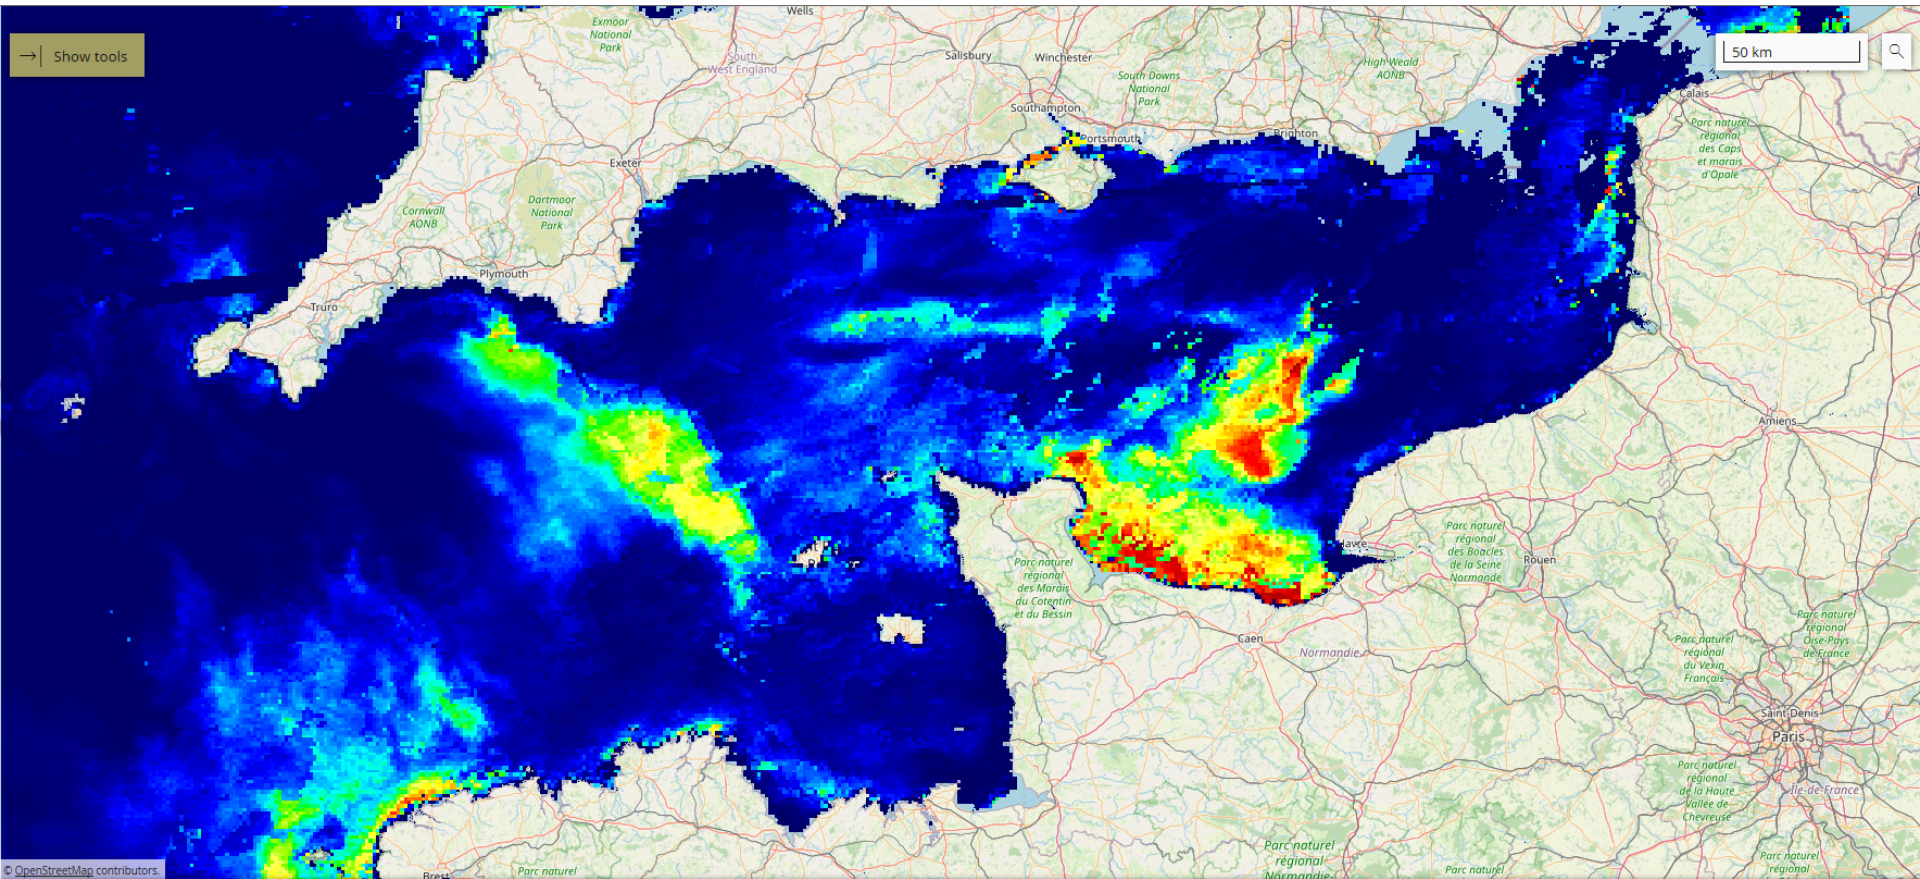 Wells
Exmoor
National
Park
Show tools
South
West England
Salisbury
Winchester
High Weald
AONB
50 km
South Downs
National
Park
Calais
Southampton
Portsmouth
Brighton
Parc naturel
régional
des Caps
et marais
d'Opale
Exeter
Cornwall
AONB
Dartmoor
National
Park
Plymouth
Truro
Amiens
Parc naturel
régional
des Boucles
de la Seine
Normande
avre
Rouen
Parc naturel
régional
des Marais
du Cotentin
et du Bessin
Caen
Normandie
Parc naturel
régional
Oise-Pays
de France
Parc naturel
régional
du Vexin
Français
Saint-Denis
Paris
Parc naturel
régional
de la Haute
Vallée de
Chevreuse
Île-de-France
Parc naturel
régional
Normandie-
Parc naturel
Parc naturel
régional
Brest
Parc naturel
© OpenStreetMap contributors.